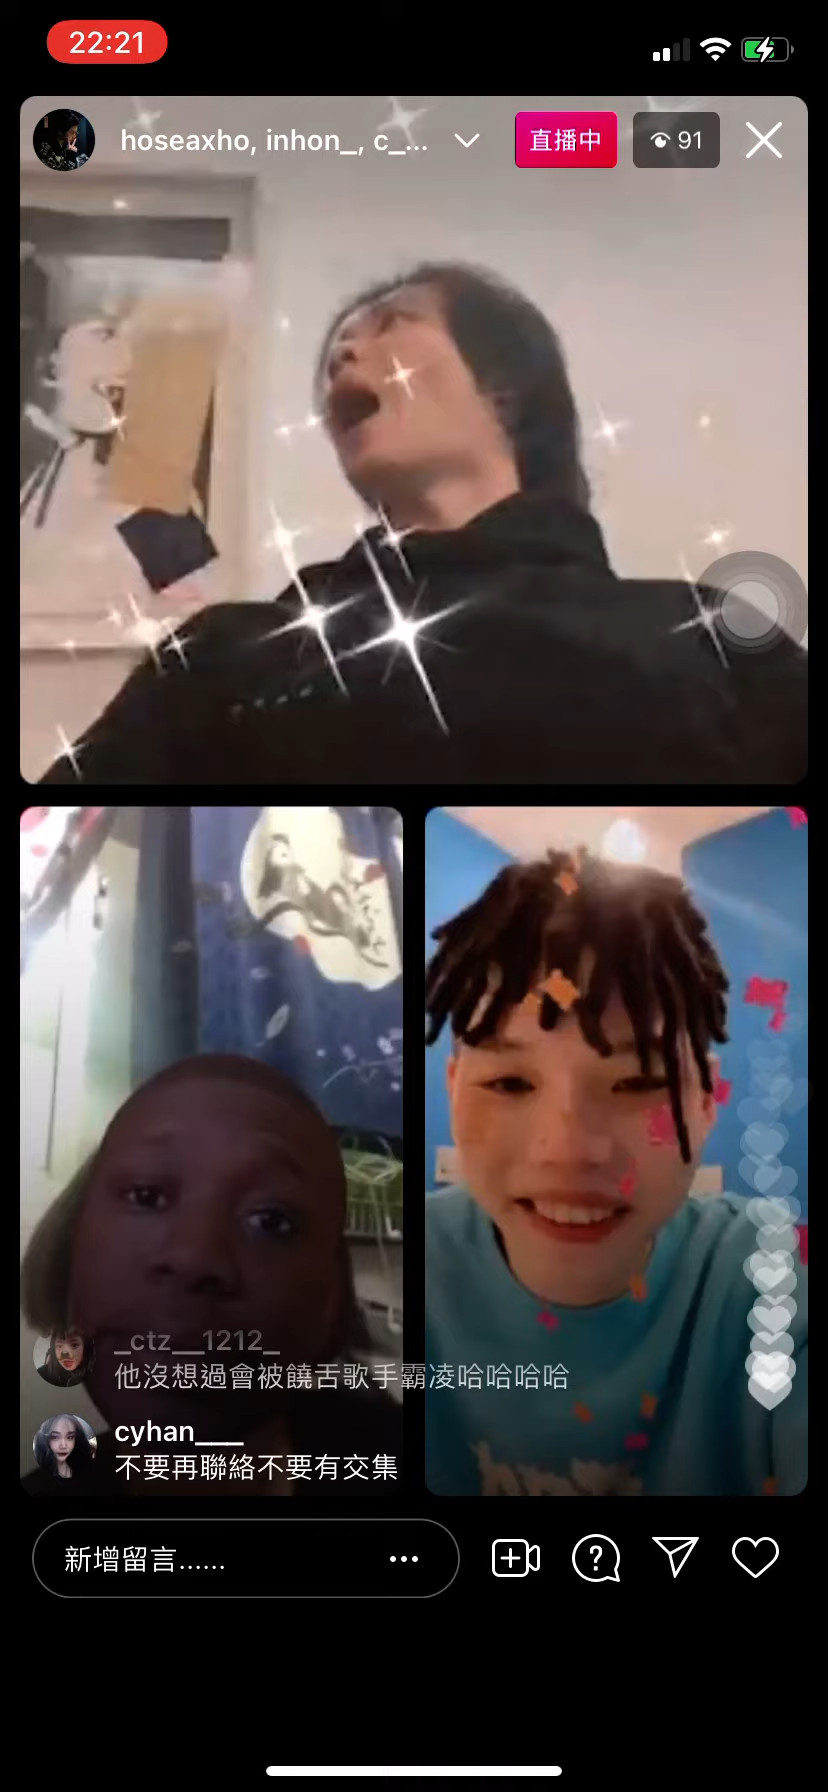 22:21
hoseaxho, inhon_, c_...
直播中
91
_ctz__1212_
他沒想過會被饒舌歌手霸凌哈哈哈哈
cyhan___
不要再聯絡不要有交集
新增留言......